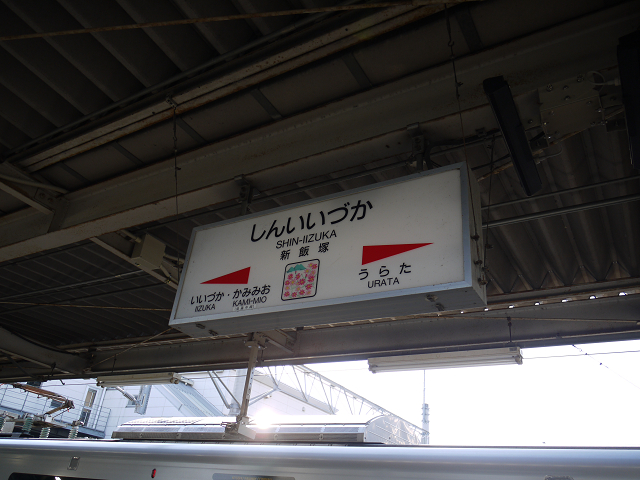 しんいいづか
SHIN-IIZUKA
新飯塚
いいづか・かみみお
IIZUKA KAMI-MIO
うらた
URATA